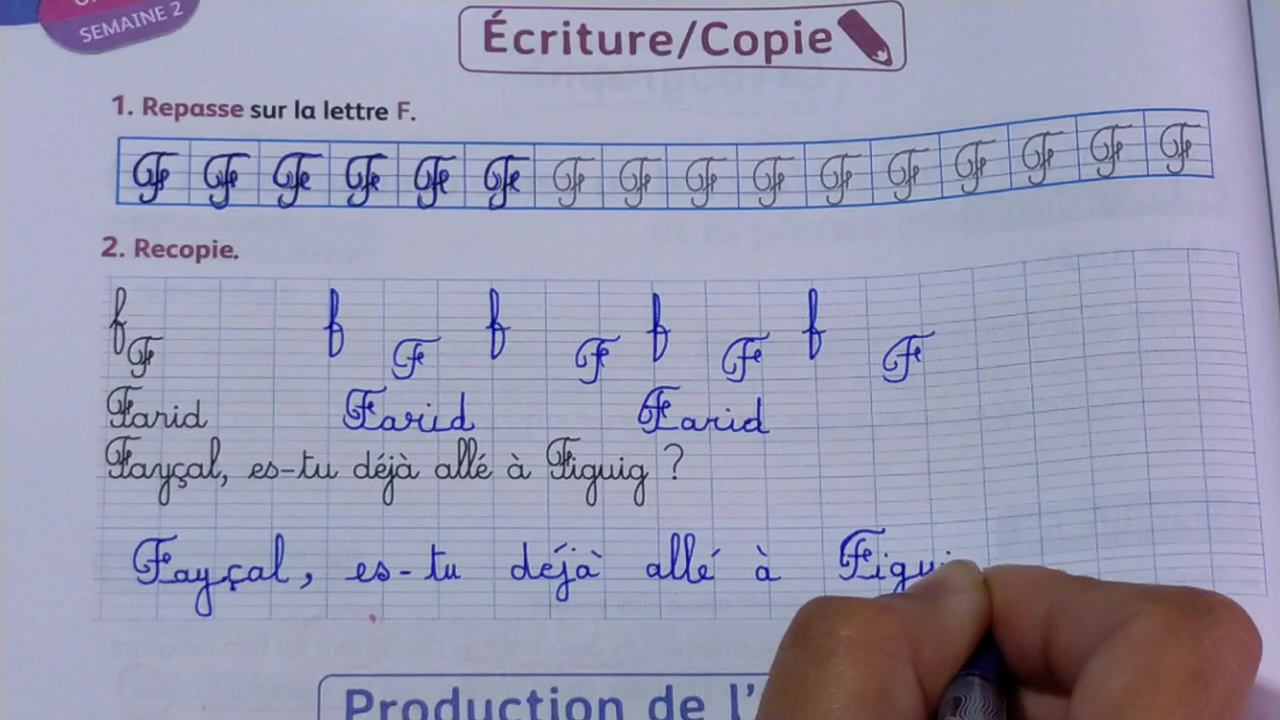 SEMAINE 2
Écriture/Copie
1. Repasse sur la lettre F.
F F F F F F F F F F F F F F F F
2. Recopie.
f f f f f
F F F F F
Farid Farid Farid
Fayçal, es-tu déjà allé à Figuig ?
Fayçal, es-tu déjà allé à Figui
Production de l'